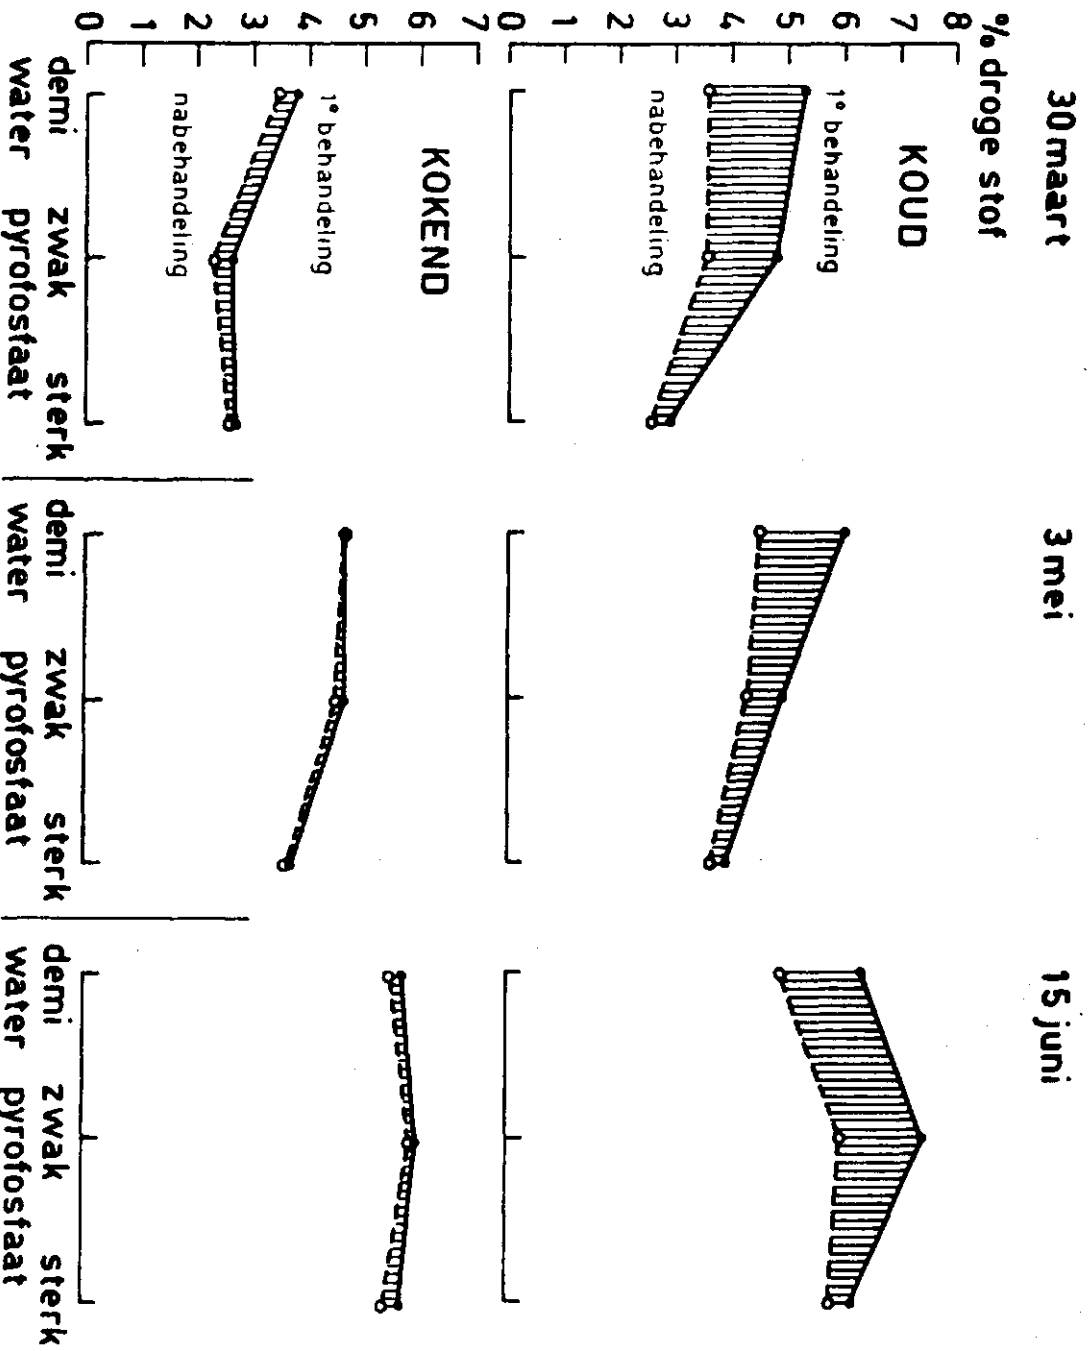 30 maart
3 mei
15 juni
% droge stof
8
7
6
5
4
3
2
1
0
KOUD
1° behandeling
nabehandeling
7
6
5
4
3
2
1
0
KOKEND
1° behandeling
nabehandeling
demi zwak sterk
water pyrofosfaat
demi zwak sterk
water pyrofosfaat
demi zwak sterk
water pyrofosfaat